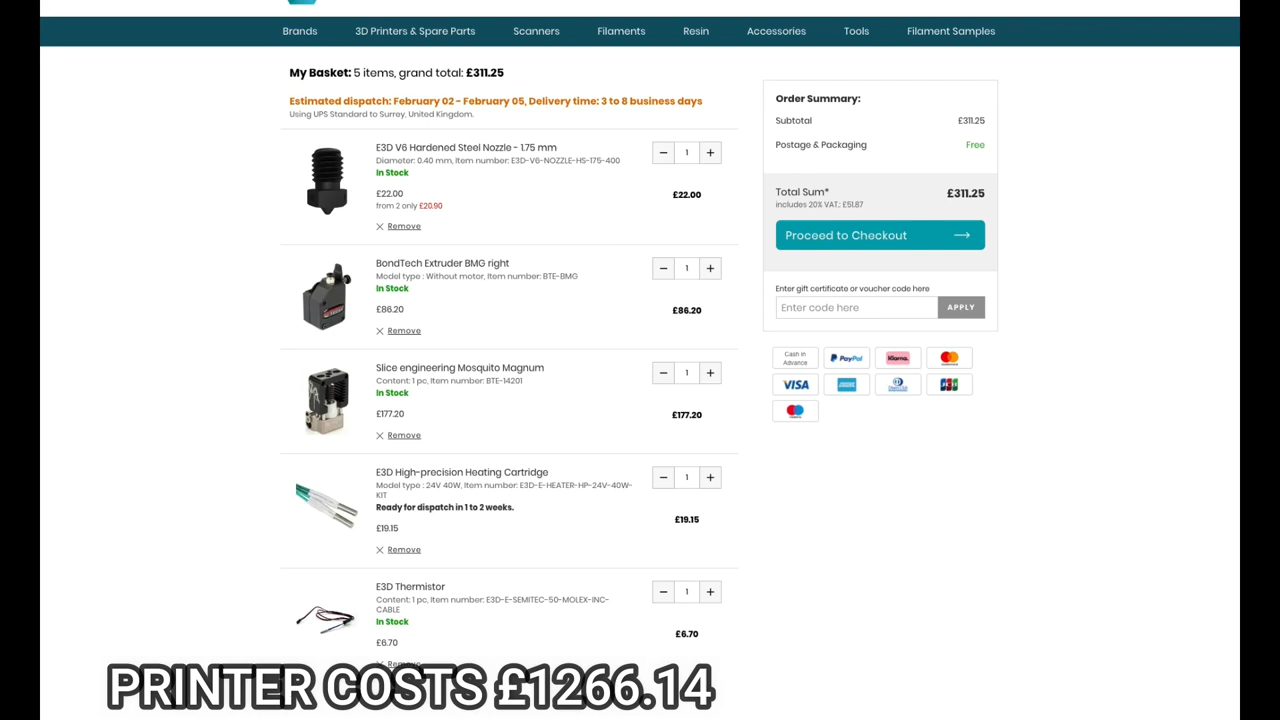 Brands 3D Printers & Spare Parts Scanners Filaments Resin Accessories Tools Filament Samples
My Basket: 5 items, grand total: £311.25
Estimated dispatch: February 02 - February 05, Delivery time: 3 to 8 business days
Using UPS Standard to Surrey, United Kingdom.
E3D V6 Hardened Steel Nozzle - 1.75 mm
Diameter: 0.40 mm, Item number: E3D-V6-NOZZLE-HS-175-400
In Stock
£22.00
from 2 only £20.90
Remove
1
£22.00
BondTech Extruder BMG right
Model type : Without motor, Item number: BTE-BMG
In Stock
£86.20
Remove
1
£86.20
Slice engineering Mosquito Magnum
Content: 1 pc, Item number: BTE-14201
In Stock
£177.20
Remove
1
£177.20
E3D High-precision Heating Cartridge
Model type : 24V 40W, Item number: E3D-E-HEATER-HP-24V-40W-
KIT
Ready for dispatch in 1 to 2 weeks.
£19.15
Remove
1
£19.15
E3D Thermistor
Content: 1 pc, Item number: E3D-E-SEMITEC-50-MOLEX-INC-
CABLE
In Stock
£6.70
Remove
1
£6.70
Order Summary:
Subtotal £311.25
Postage & Packaging Free
Total Sum* £311.25
includes 20% VAT.: £51.87
Proceed to Checkout
Enter gift certificate or voucher code here
Enter code here APPLY
Cash in
Advance
PayPal
Klarna.
VISA
PRINTER COSTS £1266.14